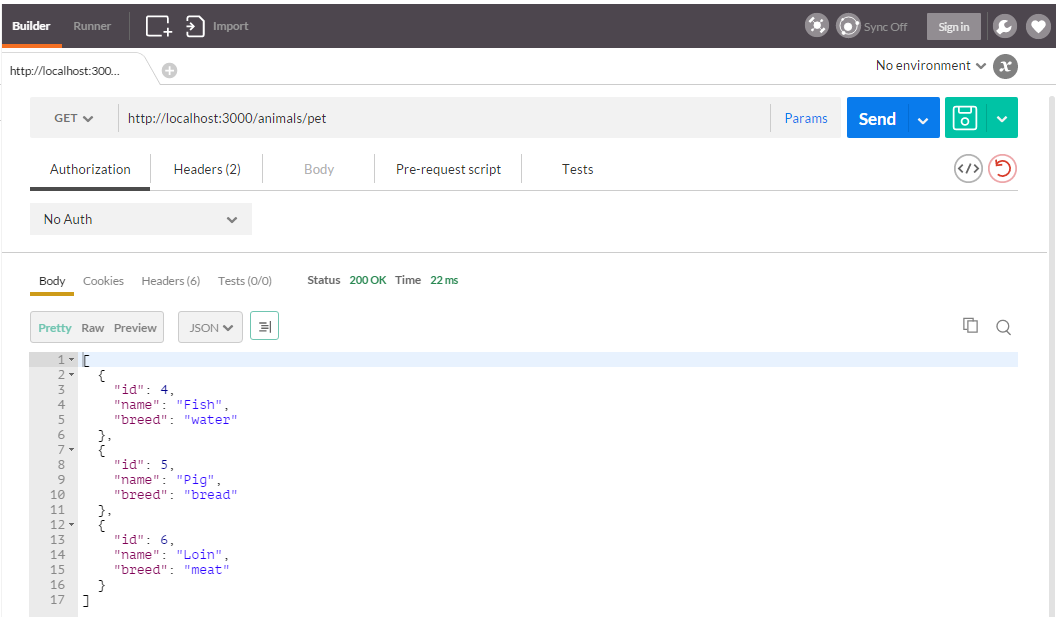 Builder Runner Import Sync Off Sign in
http://localhost:300... No environment
GET http://localhost:3000/animals/pet Params Send
Authorization Headers (2) Body Pre-request script Tests
No Auth
Body Cookies Headers (6) Tests (0/0) Status 200 OK Time 22 ms
Pretty Raw Preview JSON
1 [
2 {
3 "id": 4,
4 "name": "Fish",
5 "breed": "water"
6 },
7 {
8 "id": 5,
9 "name": "Pig",
10 "breed": "bread"
11 },
12 {
13 "id": 6,
14 "name": "Loin",
15 "breed": "meat"
16 }
17 ]